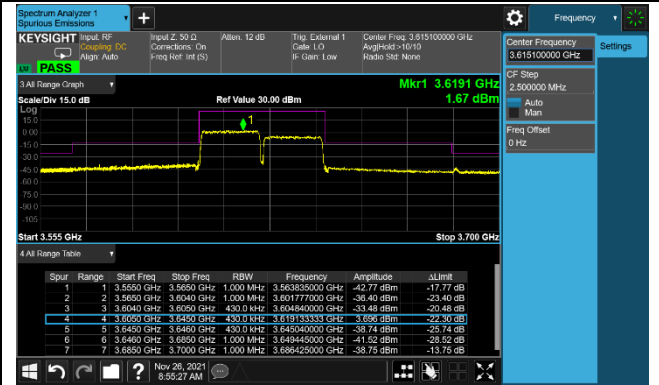 Spectrum Analyzer 1
Spurious Emissions
Frequency
KEYSIGHT
Input: RF
Coupling: DC
Align: Auto
Input Z: 50 Ω
Corrections: On
Freq Ref: Int (S)
Atten: 12 dB
Trig: External 1
Gate: LO
IF Gain: Low
Center Freq: 3.615100000 GHz
Avg|Hold:>10/10
Radio Std: None
LXI
PASS
3 All Range Graph
Mkr1 3.6191 GHz
Scale/Div 15.0 dB
Ref Value 30.00 dBm
1.67 dBm
Log
15.0
0.00
-15.0
-30.0
-45.0
-60.0
-75.0
-90.0
-105
1
Start 3.555 GHz
Stop 3.700 GHz
4 All Range Table
Spur Range Start Freq Stop Freq RBW Frequency Amplitude ΔLimit
1 1 3.5550 GHz 3.5650 GHz 1.000 MHz 3.563835000 GHz -42.77 dBm -17.77 dB
2 2 3.5650 GHz 3.6040 GHz 1.000 MHz 3.601777000 GHz -36.40 dBm -23.40 dB
3 3 3.6040 GHz 3.6050 GHz 430.0 kHz 3.604840000 GHz -33.48 dBm -20.48 dB
4 4 3.6050 GHz 3.6450 GHz 430.0 kHz 3.619133333 GHz 3.696 dBm -22.30 dB
5 5 3.6450 GHz 3.6460 GHz 430.0 kHz 3.645040000 GHz -38.74 dBm -25.74 dB
6 6 3.6460 GHz 3.6850 GHz 1.000 MHz 3.649445000 GHz -41.52 dBm -28.52 dB
7 7 3.6850 GHz 3.7000 GHz 1.000 MHz 3.686425000 GHz -38.75 dBm -13.75 dB
Center Frequency
3.615100000 GHz
Settings
CF Step
2.500000 MHz
Auto
Man
Freq Offset
0 Hz
?
Nov 26, 2021
8:55:27 AM